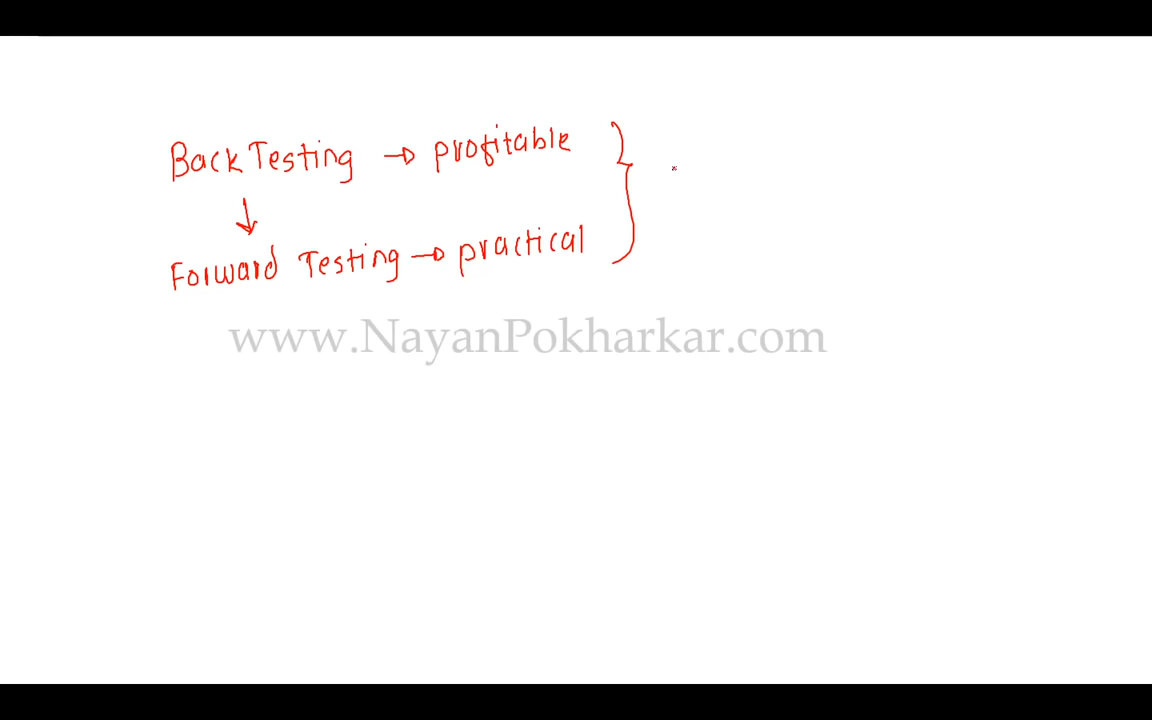 BackTesting → profitable
↓
Forward Testing → practical
www.NayanPokharkar.com